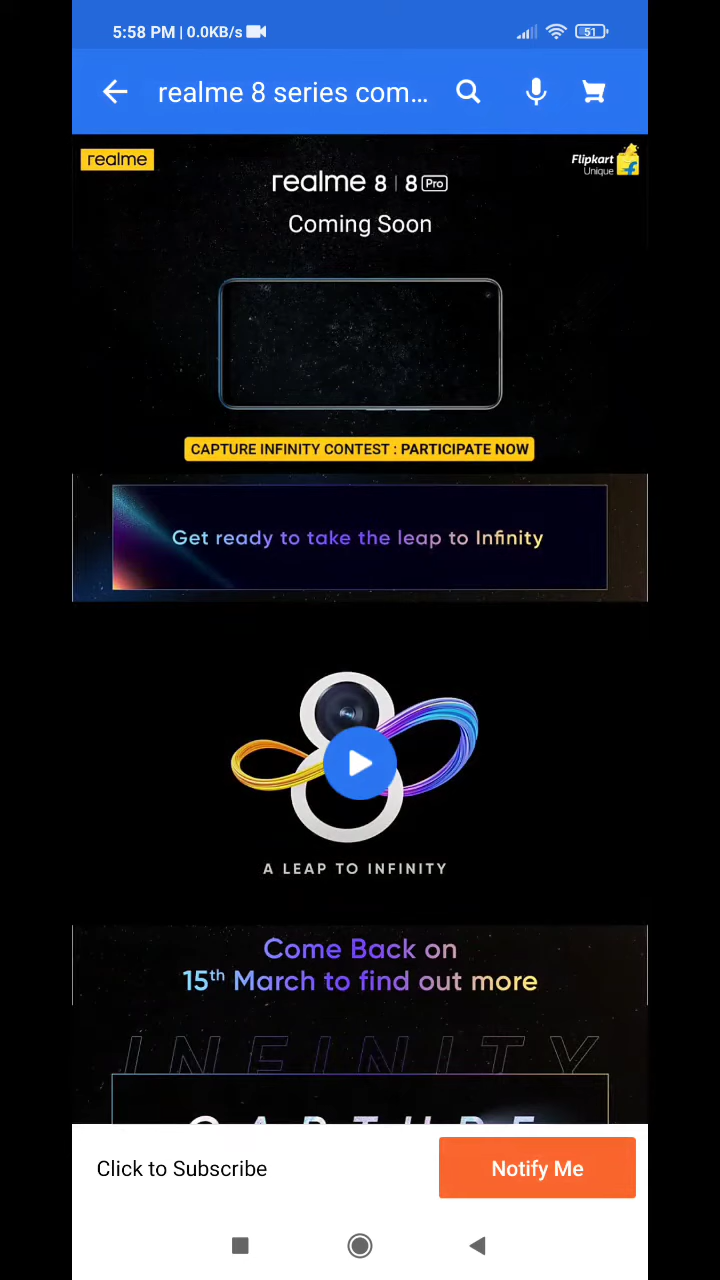 5:58 PM | 0.0KB/s
51
realme 8 series com...
realme
Flipkart
Unique
realme 8 | 8 Pro
Coming Soon
CAPTURE INFINITY CONTEST : PARTICIPATE NOW
Get ready to take the leap to Infinity
A LEAP TO INFINITY
Come Back on
15th March to find out more
INFINITY
CAPTURE
Click to Subscribe
Notify Me